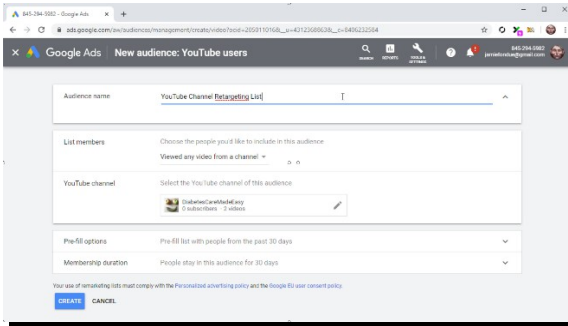 845-294-5982 - Google Ads
ads.google.com/aw/audiences/management/create/video?ocid=
Google Ads New audience: YouTube users
SEARCH REPORTS TOOLS & SETTINGS
845-294-5982
@gmail.com
Audience name YouTube Channel Retargeting List
List members Choose the people you'd like to include in this audience
Viewed any video from a channel
YouTube channel Select the YouTube channel of this audience
DiabetesCareMadeEasy
0 subscribers - 3 videos
Pre-fill options Pre-fill list with people from the past 30 days
Membership duration People stay in this audience for 30 days
Your use of remarketing lists must comply with the Personalized advertising policy and the Google EU user consent policy.
CREATE CANCEL